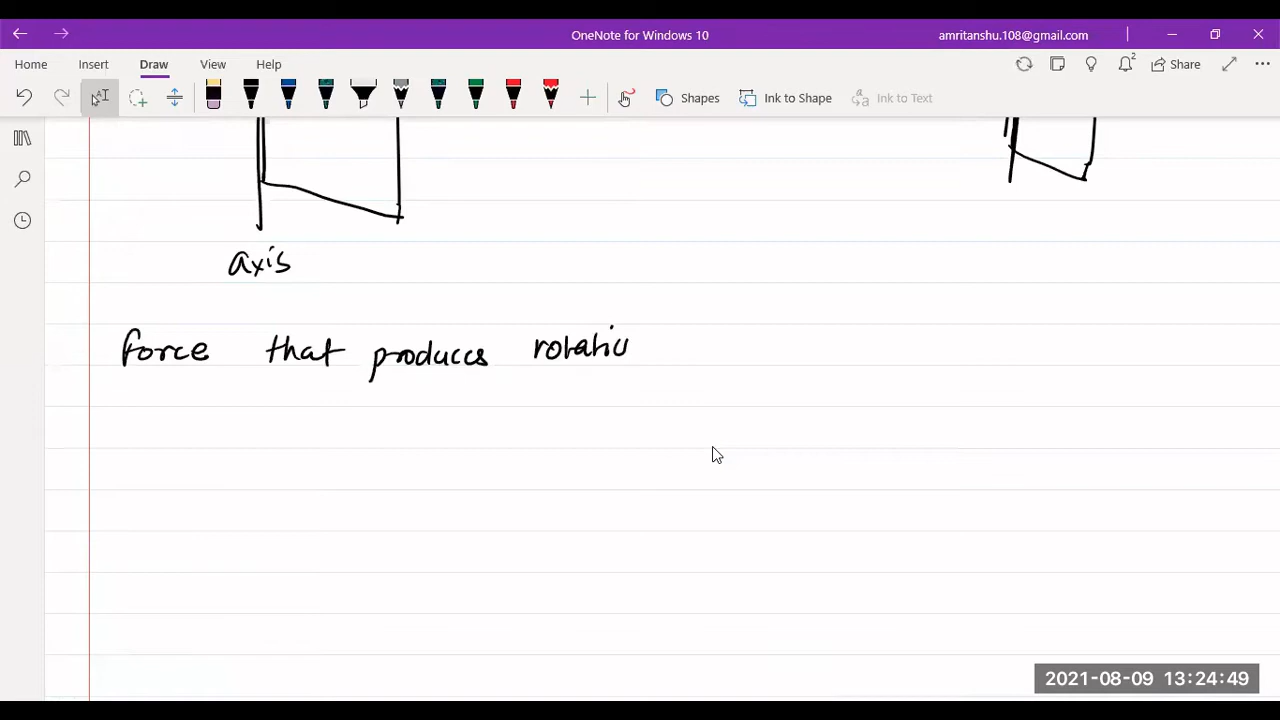 OneNote for Windows 10
amritanshu.108@gmail.com
Home Insert Draw View Help
2
Share
Shapes Ink to Shape Ink to Text
axis
force that produces rotatio
2021-08-09 13:24:49